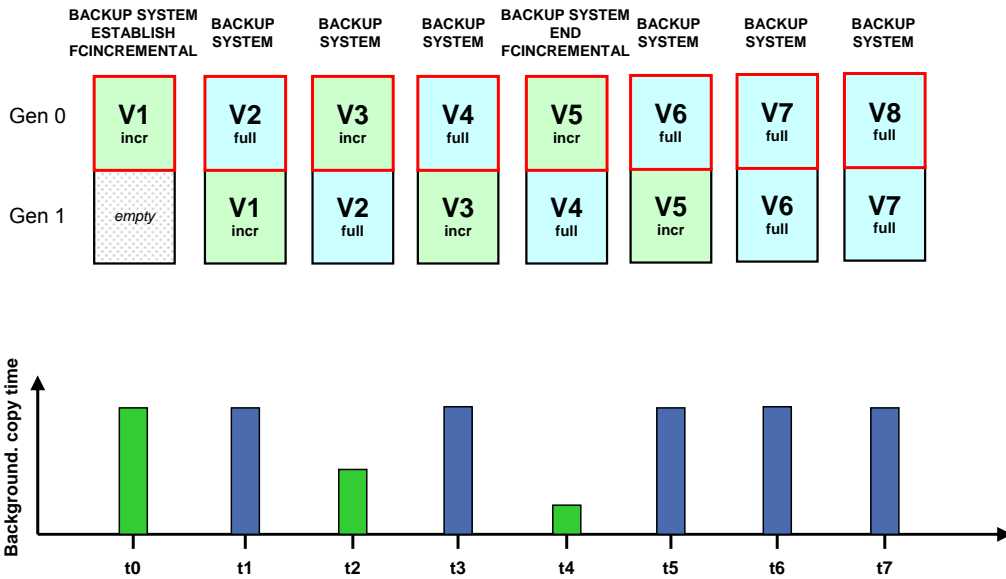 BACKUP SYSTEM
ESTABLISH
FCINCREMENTAL
BACKUP
SYSTEM
BACKUP
SYSTEM
BACKUP
SYSTEM
BACKUP SYSTEM
END
FCINCREMENTAL
BACKUP
SYSTEM
BACKUP
SYSTEM
BACKUP
SYSTEM
Gen 0
V1
incr
V2
full
V3
incr
V4
full
V5
incr
V6
full
V7
full
V8
full
Gen 1
empty
V1
incr
V2
full
V3
incr
V4
full
V5
incr
V6
full
V7
full
Background. copy time
t0
t1
t2
t3
t4
t5
t6
t7